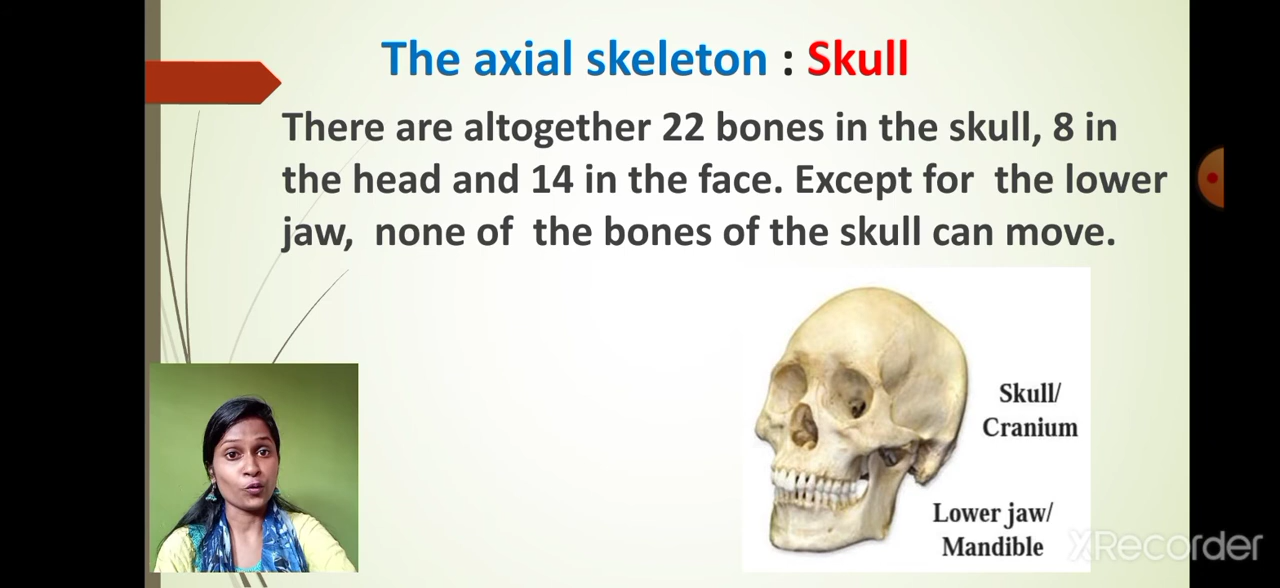 The axial skeleton : Skull
There are altogether 22 bones in the skull, 8 in
the head and 14 in the face. Except for the lower
jaw, none of the bones of the skull can move.
Skull/
Cranium
Lower jaw/
Mandible
XRecorder